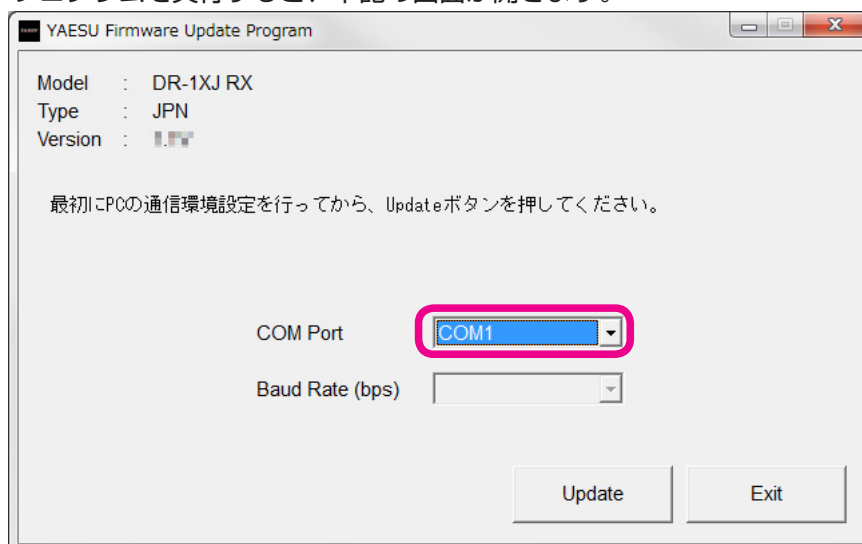 YAESU Firmware Update Program
Model : DR-1XJ RX
Type : JPN
Version :
最初にPCの通信環境設定を行ってから、Updateボタンを押してください。
COM Port COM1
Baud Rate (bps)
Update Exit